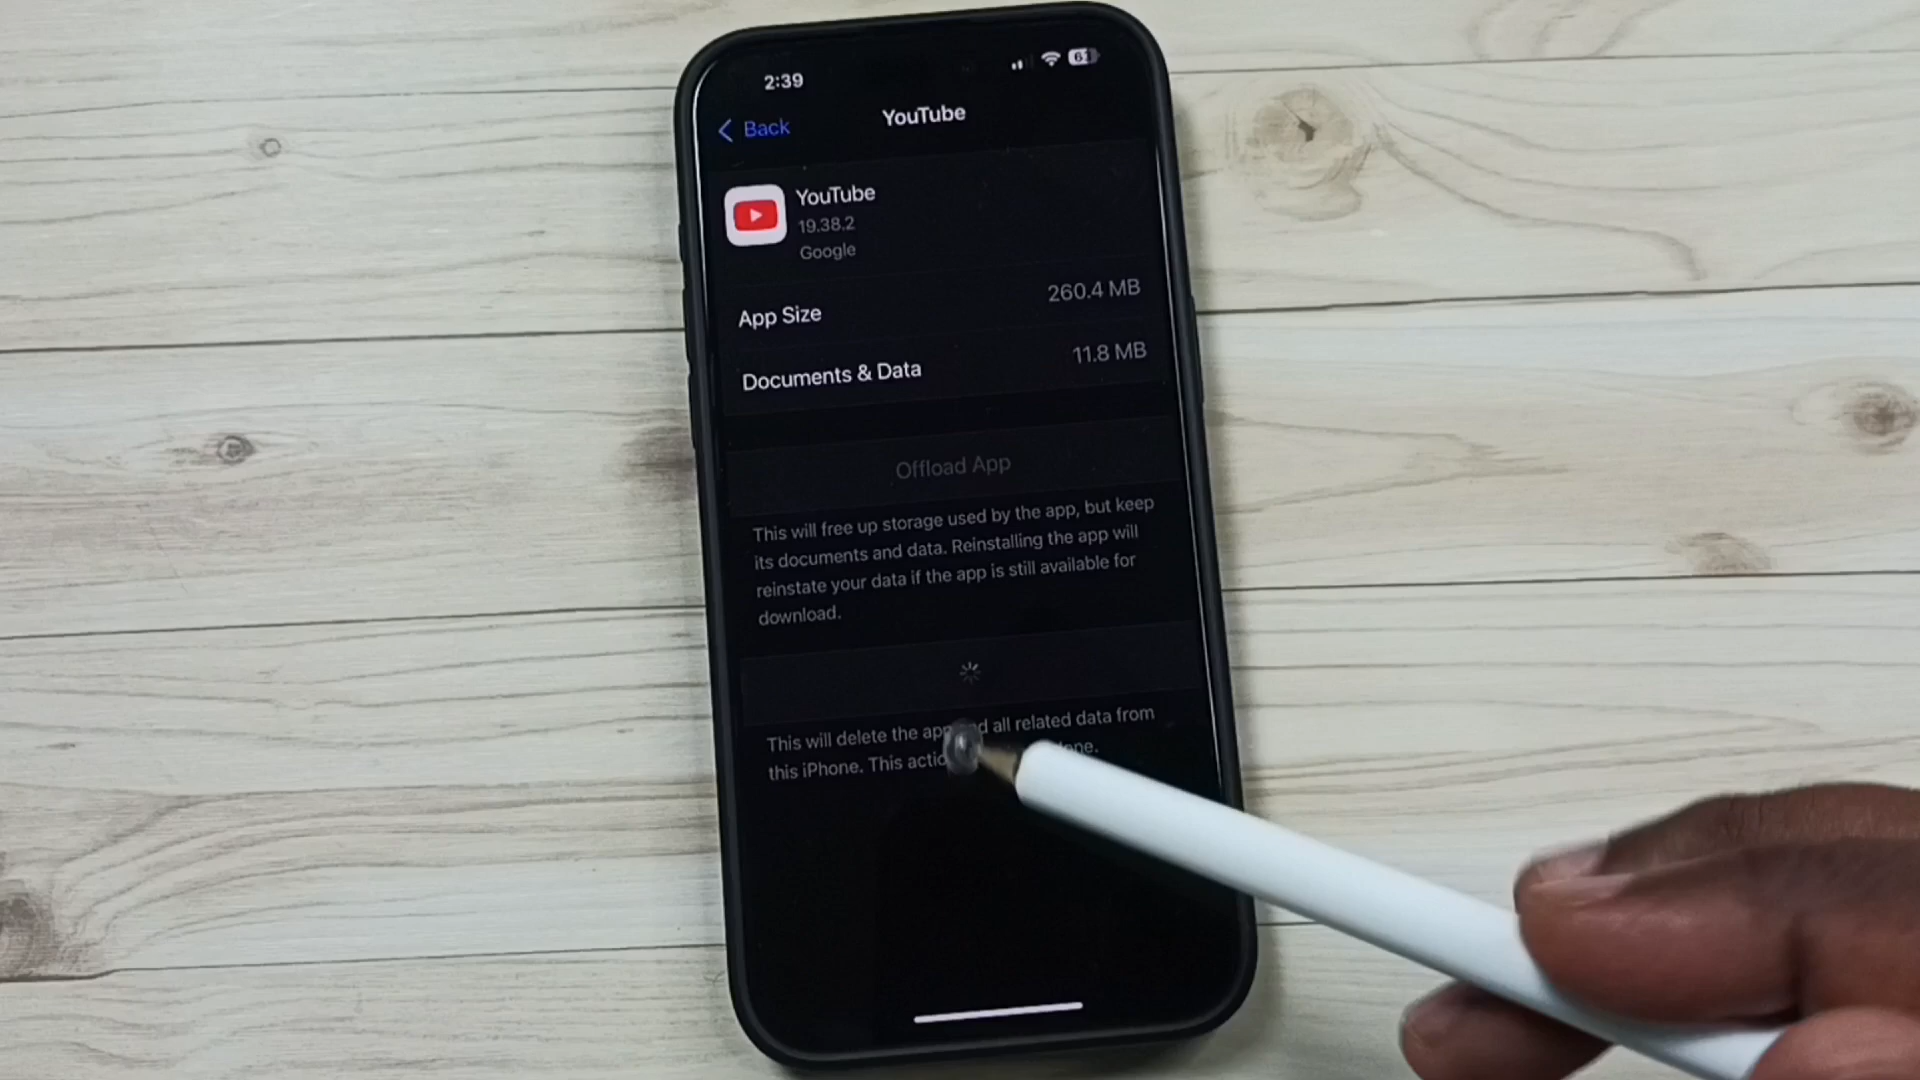 2:39
61
Back
YouTube
YouTube
19.38.2
Google
App Size
260.4 MB
Documents & Data
11.8 MB
Offload App
This will free up storage used by the app, but keep
its documents and data. Reinstalling the app will
reinstate your data if the app is still available for
download.
This will delete the app and all related data from
this iPhone. This